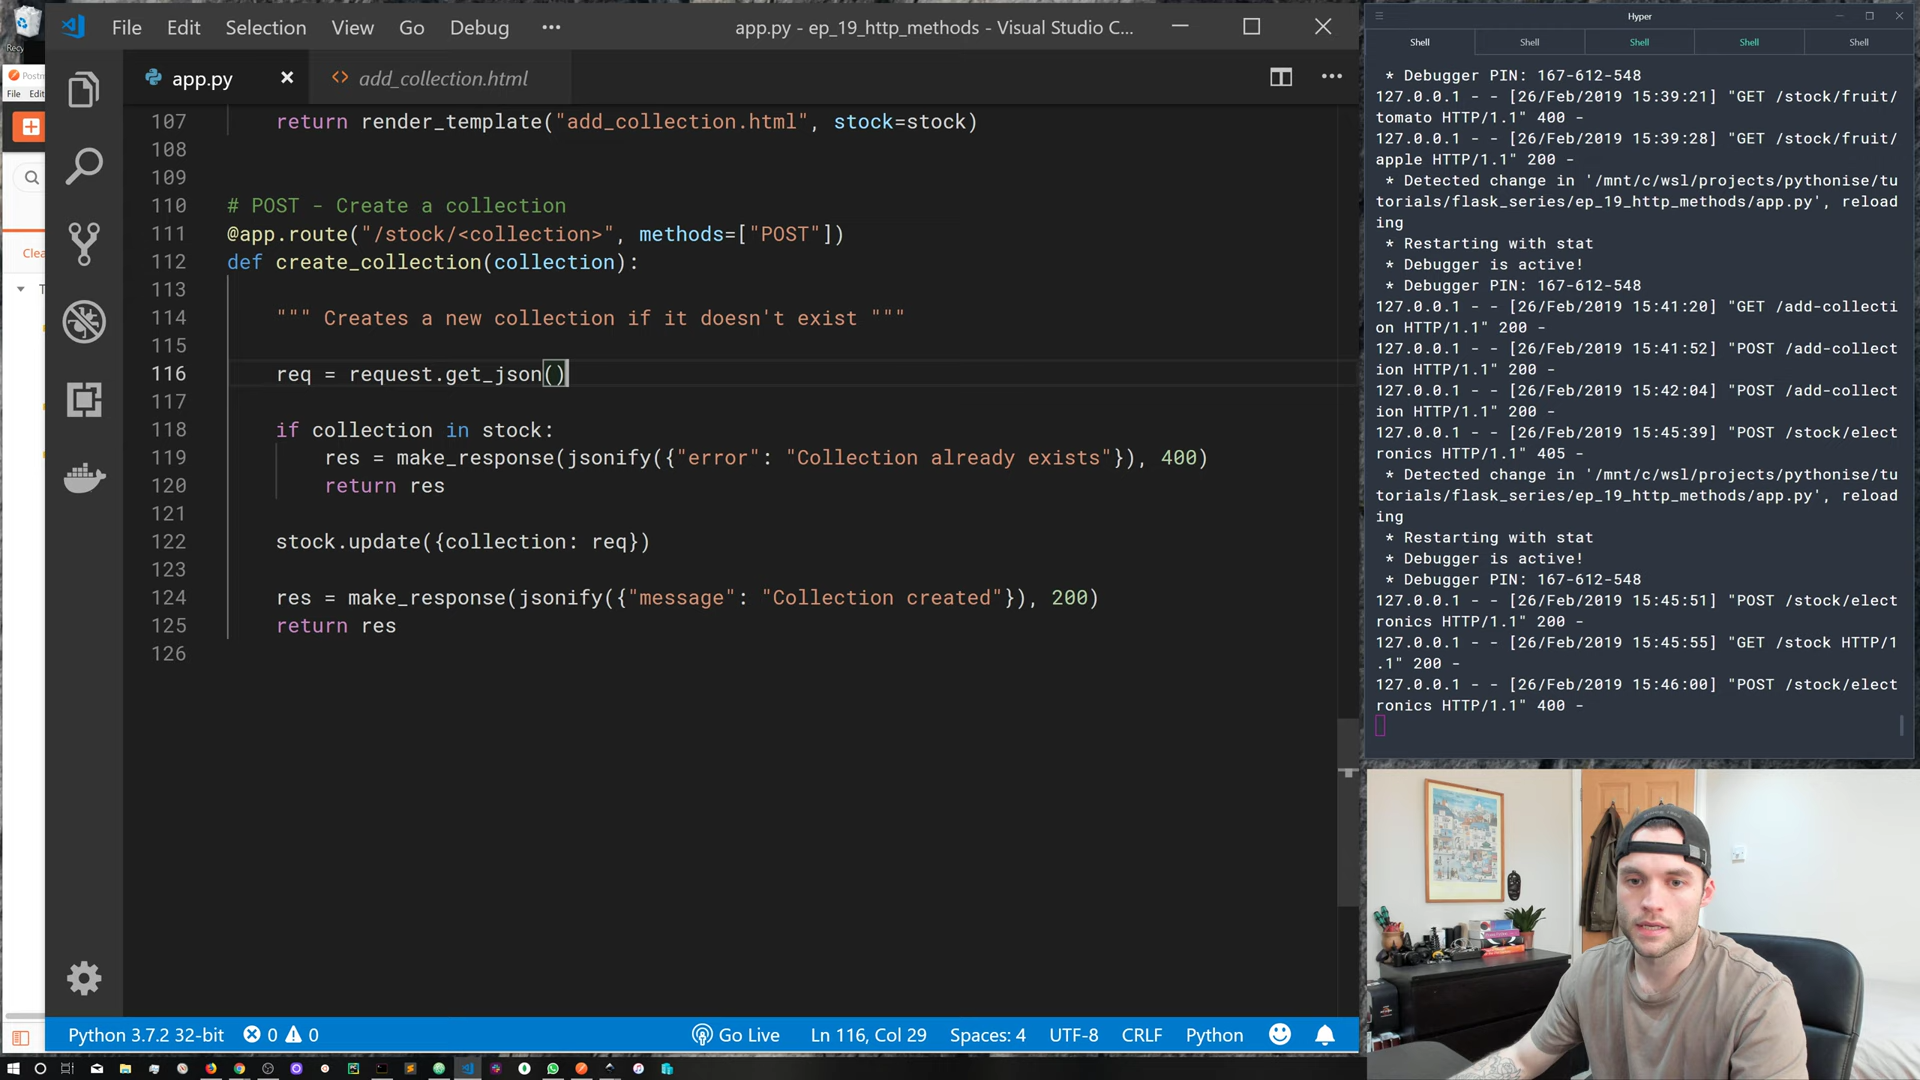 File Edit Selection View Go Debug ···
app.py - ep_19_http_methods - Visual Studio C...
app.py
add_collection.html
107 return render_template("add_collection.html", stock=stock)
108
109
110 # POST - Create a collection
111 @app.route("/stock/<collection>", methods=["POST"])
112 def create_collection(collection):
113
114 """ Creates a new collection if it doesn't exist """
115
116 req = request.get_json()
117
118 if collection in stock:
119 res = make_response(jsonify({"error": "Collection already exists"}), 400)
120 return res
121
122 stock.update({collection: req})
123
124 res = make_response(jsonify({"message": "Collection created"}), 200)
125 return res
126
Python 3.7.2 32-bit 0 0 Go Live Ln 116, Col 29 Spaces: 4 UTF-8 CRLF Python
File Edit
Hyper
Shell Shell Shell Shell Shell
* Debugger PIN: 167-612-548
127.0.0.1 - - [26/Feb/2019 15:39:21] "GET /stock/fruit/
tomato HTTP/1.1" 400 -
127.0.0.1 - - [26/Feb/2019 15:39:28] "GET /stock/fruit/
apple HTTP/1.1" 200 -
* Detected change in '/mnt/c/wsl/projects/pythonise/tu
torials/flask_series/ep_19_http_methods/app.py', reload
ing
* Restarting with stat
* Debugger is active!
* Debugger PIN: 167-612-548
127.0.0.1 - - [26/Feb/2019 15:41:20] "GET /add-collecti
on HTTP/1.1" 200 -
127.0.0.1 - - [26/Feb/2019 15:41:52] "POST /add-collect
ion HTTP/1.1" 200 -
127.0.0.1 - - [26/Feb/2019 15:42:04] "POST /add-collect
ion HTTP/1.1" 200 -
127.0.0.1 - - [26/Feb/2019 15:45:39] "POST /stock/elect
ronics HTTP/1.1" 405 -
* Detected change in '/mnt/c/wsl/projects/pythonise/tu
torials/flask_series/ep_19_http_methods/app.py', reload
ing
* Restarting with stat
* Debugger is active!
* Debugger PIN: 167-612-548
127.0.0.1 - - [26/Feb/2019 15:45:51] "POST /stock/elect
ronics HTTP/1.1" 200 -
127.0.0.1 - - [26/Feb/2019 15:45:55] "GET /stock HTTP/1
.1" 200 -
127.0.0.1 - - [26/Feb/2019 15:46:00] "POST /stock/elect
ronics HTTP/1.1" 400 -